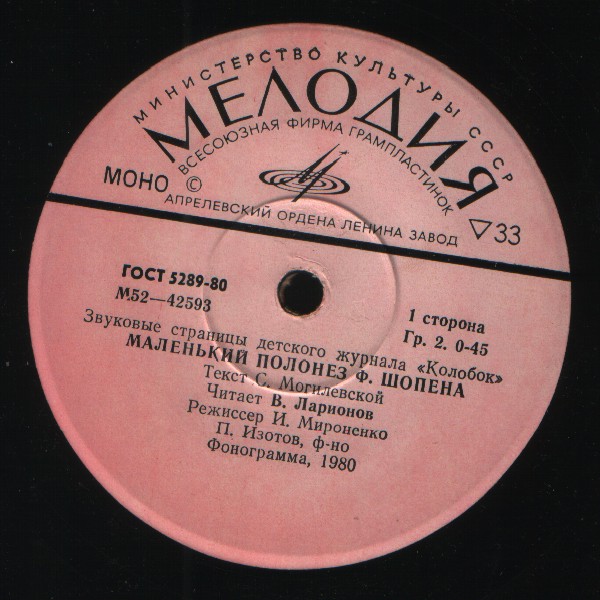 МИНИСТЕРСТВО КУЛЬТУРЫ СССР
МЕЛОДИЯ
ВСЕСОЮЗНАЯ ФИРМА ГРАМПЛАСТИНОК
МОНО ©
АПРЕЛЕВСКИЙ ОРДЕНА ЛЕНИНА ЗАВОД
▽33
ГОСТ 5289-80
М52—42593
1 сторона
Гр. 2. 0-45
Звуковые страницы детского журнала «Колобок»
МАЛЕНЬКИЙ ПОЛОНЕЗ Ф. ШОПЕНА
Текст С. Могилевской
Читает В. Ларионов
Режиссер И. Мироненко
П. Изотов, ф-но
Фонограмма, 1980